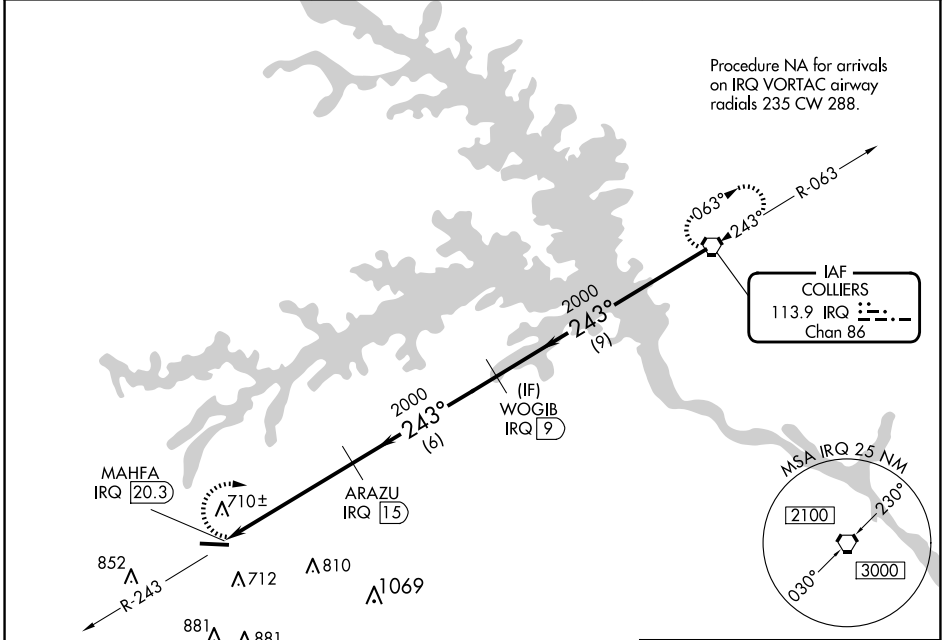 Procedure NA for arrivals
on IRQ VORTAC airway
radials 235 CW 288.
R-063
063°
243°
IAF
COLLIERS
113.9 IRQ
Chan 86
2000
243°
(9)
(IF)
WOGIB
IRQ 9
2000
243°
(6)
MAHFA
IRQ 20.3
710±
ARAZU
IRQ 15
MSA IRQ 25 NM
2100
230°
030°
3000
852
R-243
712
810
1069
881
881